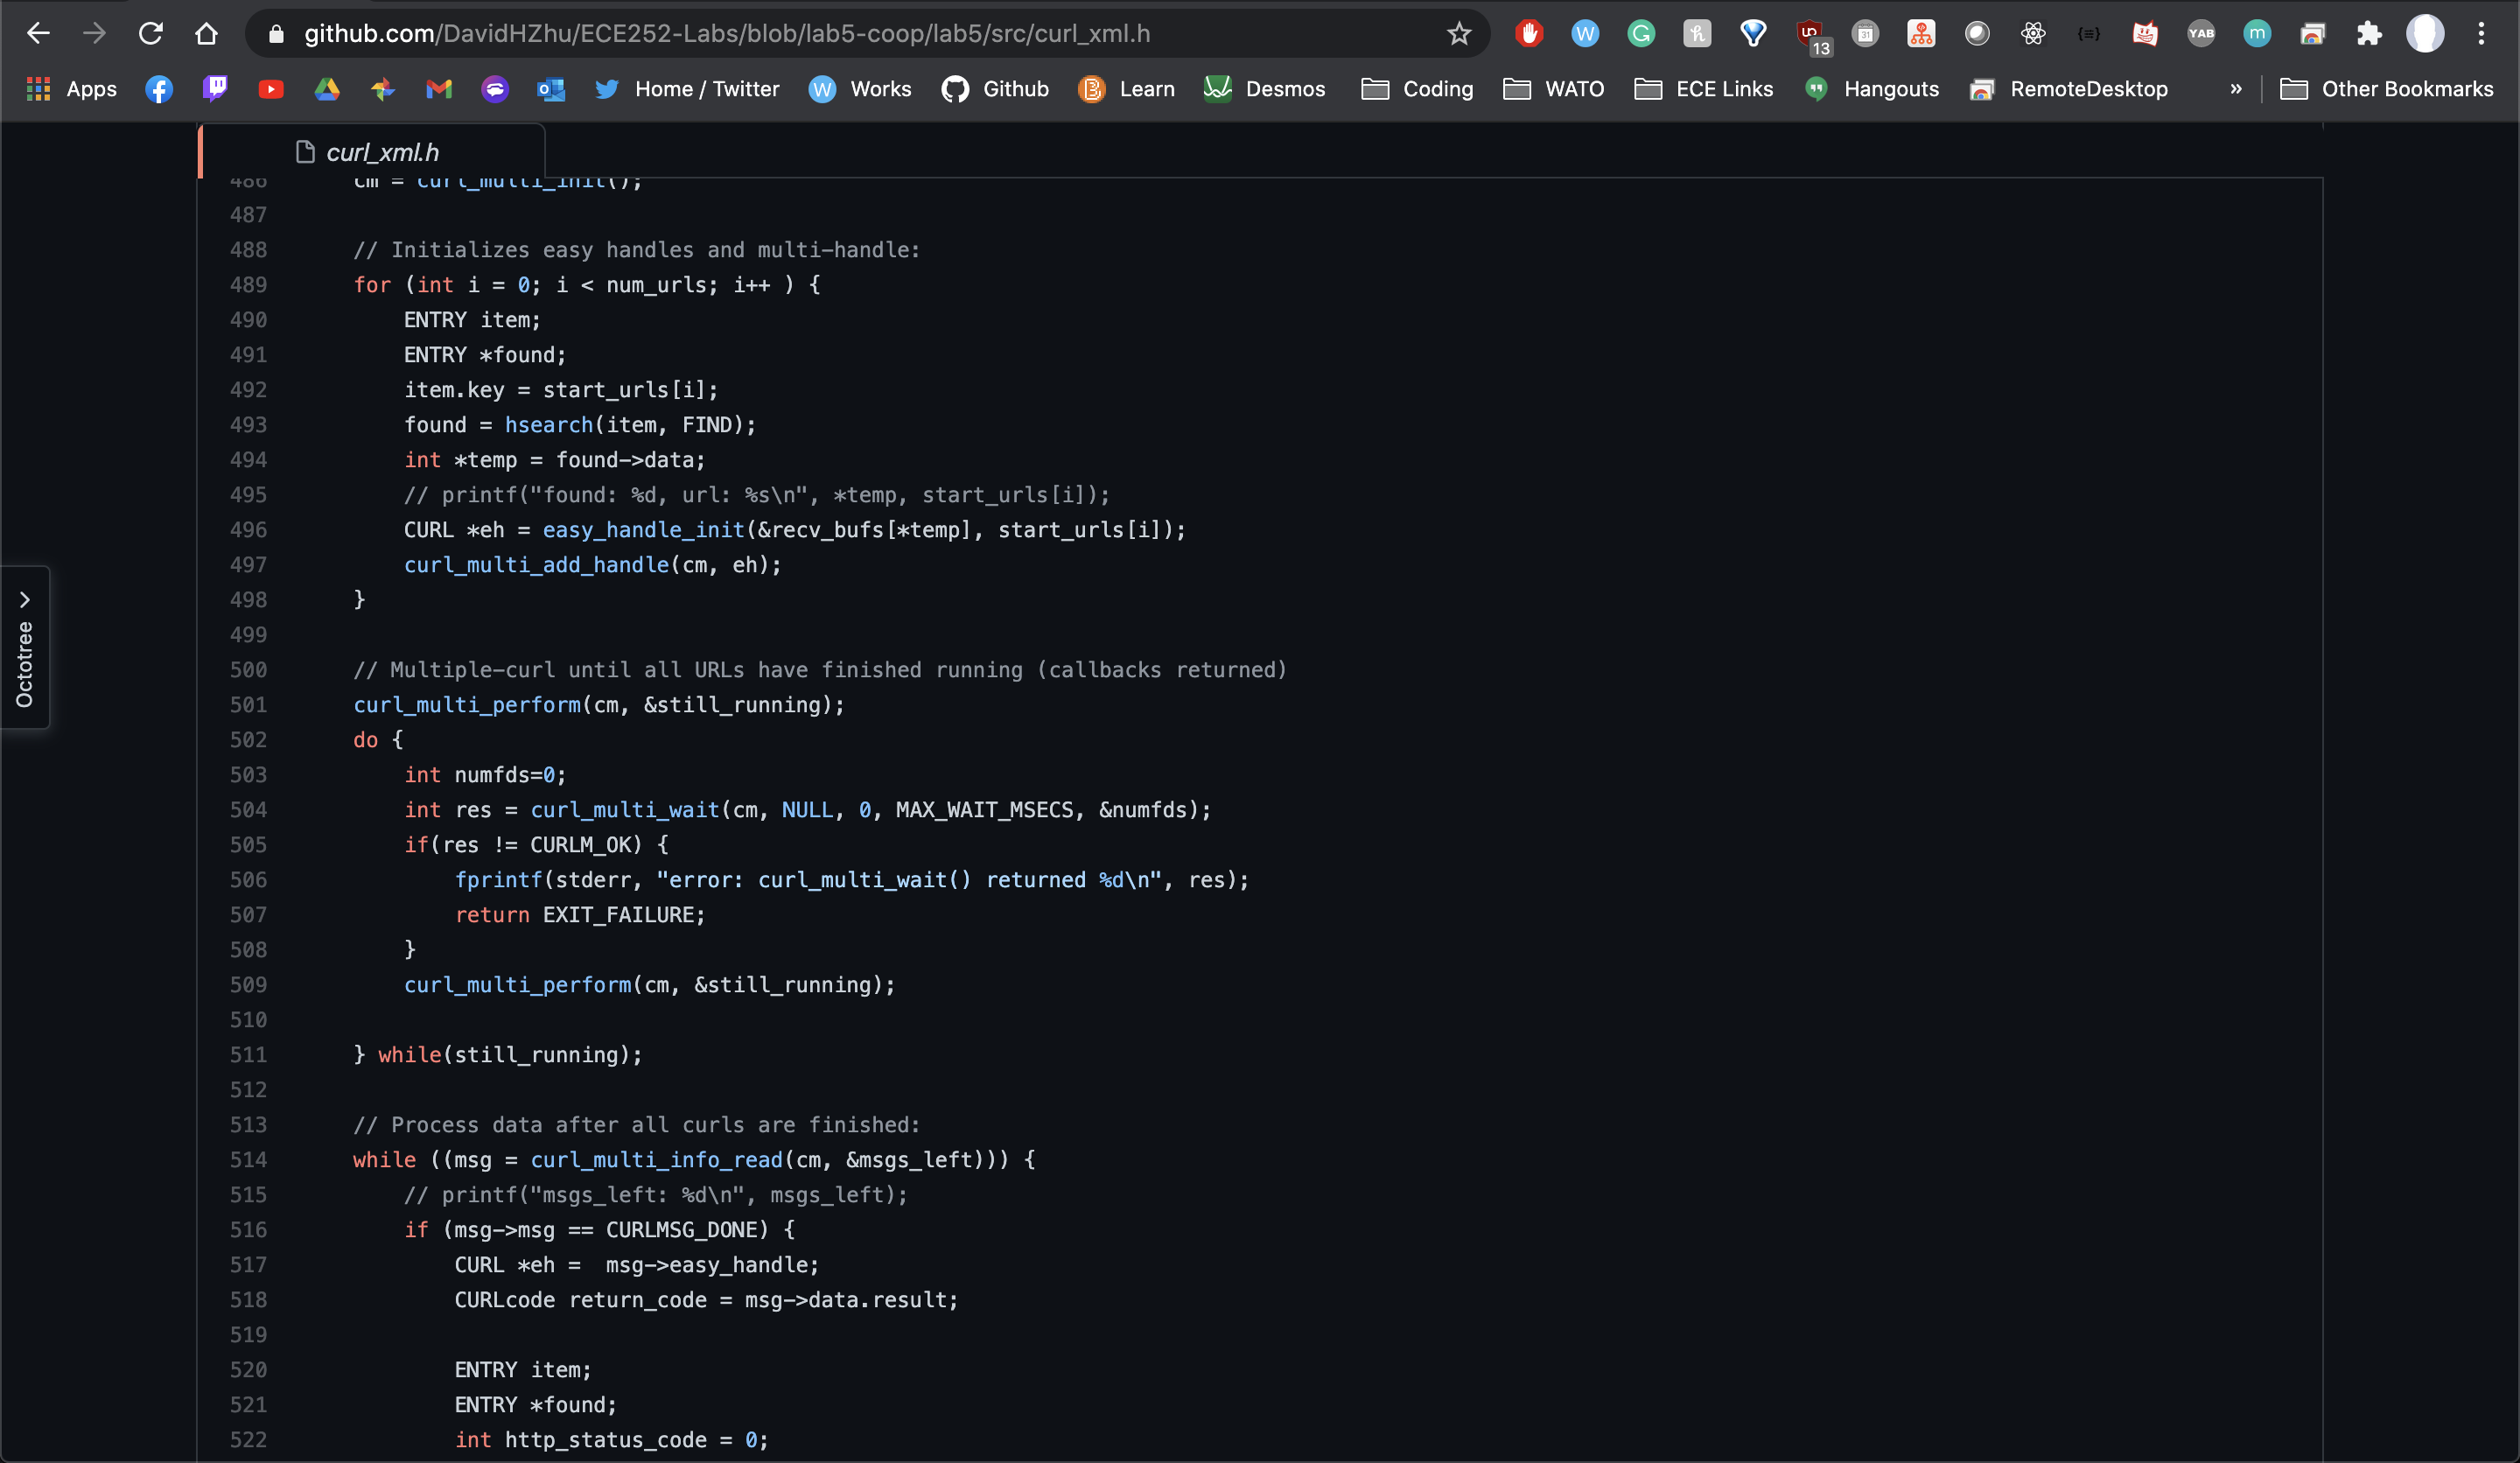 github.com/DavidHZhu/ECE252-Labs/blob/lab5-coop/lab5/src/curl_xml.h
13
31
YAB
m
Apps
Home / Twitter
Works
Github
Learn
Desmos
Coding
WATO
ECE Links
Hangouts
RemoteDesktop
»
Other Bookmarks
curl_xml.h
Octotree
486 cm = curl_multi_init();
487
488 // Initializes easy handles and multi-handle:
489 for (int i = 0; i < num_urls; i++ ) {
490 ENTRY item;
491 ENTRY *found;
492 item.key = start_urls[i];
493 found = hsearch(item, FIND);
494 int *temp = found->data;
495 // printf("found: %d, url: %s\n", *temp, start_urls[i]);
496 CURL *eh = easy_handle_init(&recv_bufs[*temp], start_urls[i]);
497 curl_multi_add_handle(cm, eh);
498 }
499
500 // Multiple-curl until all URLs have finished running (callbacks returned)
501 curl_multi_perform(cm, &still_running);
502 do {
503 int numfds=0;
504 int res = curl_multi_wait(cm, NULL, 0, MAX_WAIT_MSECS, &numfds);
505 if(res != CURLM_OK) {
506 fprintf(stderr, "error: curl_multi_wait() returned %d\n", res);
507 return EXIT_FAILURE;
508 }
509 curl_multi_perform(cm, &still_running);
510
511 } while(still_running);
512
513 // Process data after all curls are finished:
514 while ((msg = curl_multi_info_read(cm, &msgs_left))) {
515 // printf("msgs_left: %d\n", msgs_left);
516 if (msg->msg == CURLMSG_DONE) {
517 CURL *eh =  msg->easy_handle;
518 CURLcode return_code = msg->data.result;
519
520 ENTRY item;
521 ENTRY *found;
522 int http_status_code = 0;